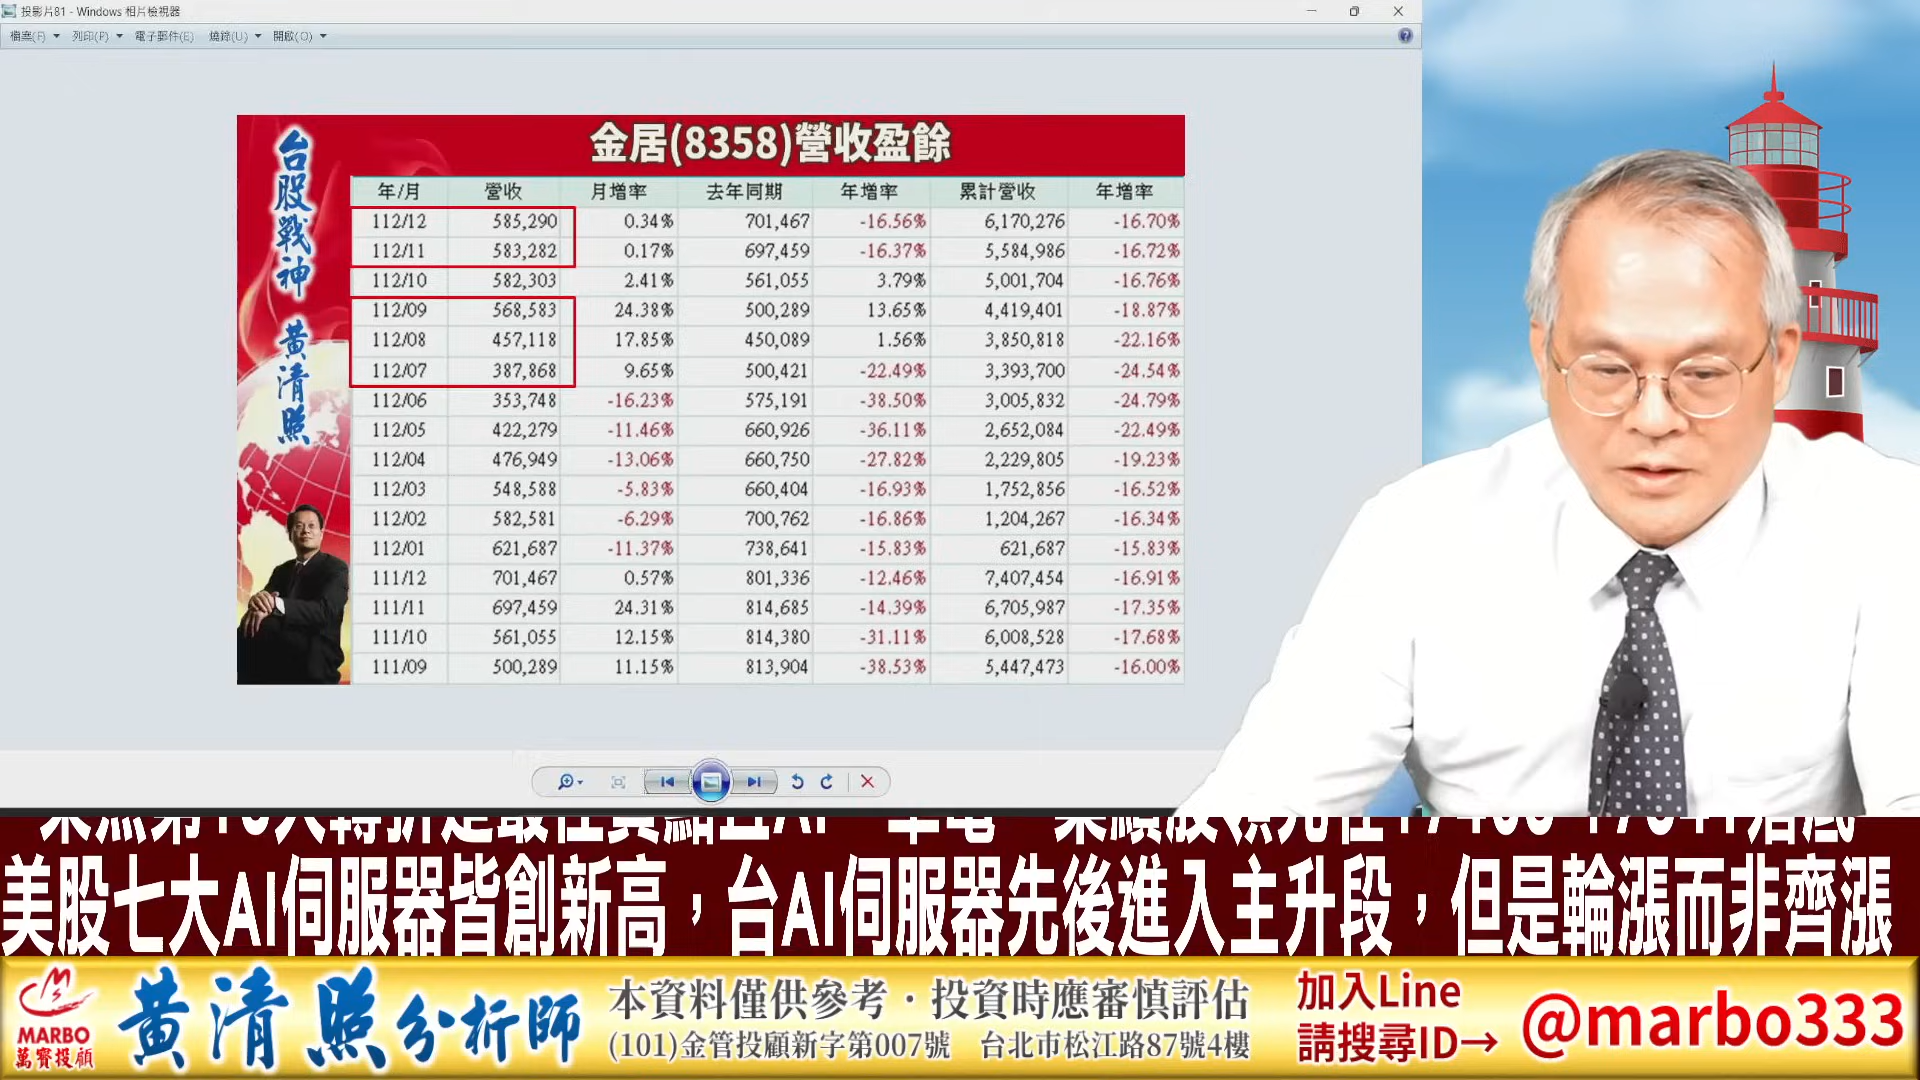 投影片81 - Windows 相片檢視器
檔案(F) 列印(P) 電子郵件(E) 燒錄(U) 開啟(O)
金居(8358)營收盈餘
台股戰神 黃清照
年/月 營收 月增率 去年同期 年增率 累計營收 年增率
112/12 585,290 0.34% 701,467 -16.56% 6,170,276 -16.70%
112/11 583,282 0.17% 697,459 -16.37% 5,584,986 -16.72%
112/10 582,303 2.41% 561,055 3.79% 5,001,704 -16.76%
112/09 568,583 24.38% 500,289 13.65% 4,419,401 -18.87%
112/08 457,118 17.85% 450,089 1.56% 3,850,818 -22.16%
112/07 387,868 9.65% 500,421 -22.49% 3,393,700 -24.54%
112/06 353,748 -16.23% 575,191 -38.50% 3,005,832 -24.79%
112/05 422,279 -11.46% 660,926 -36.11% 2,652,084 -22.49%
112/04 476,949 -13.06% 660,750 -27.82% 2,229,805 -19.23%
112/03 548,588 -5.83% 660,404 -16.93% 1,752,856 -16.52%
112/02 582,581 -6.29% 700,762 -16.86% 1,204,267 -16.34%
112/01 621,687 -11.37% 738,641 -15.83% 621,687 -15.83%
111/12 701,467 0.57% 801,336 -12.46% 7,407,454 -16.91%
111/11 697,459 24.31% 814,685 -14.39% 6,705,987 -17.35%
111/10 561,055 12.15% 814,380 -31.11% 6,008,528 -17.68%
111/09 500,289 11.15% 813,904 -38.53% 5,447,473 -16.00%
美股七大AI伺服器皆創新高，台AI伺服器先後進入主升段，但是輪漲而非齊漲
MARBO
萬寶投顧
黃清照分析師
本資料僅供參考．投資時應審慎評估
(101)金管投顧新字第007號 台北市松江路87號4樓
加入Line
請搜尋ID→
@marbo333